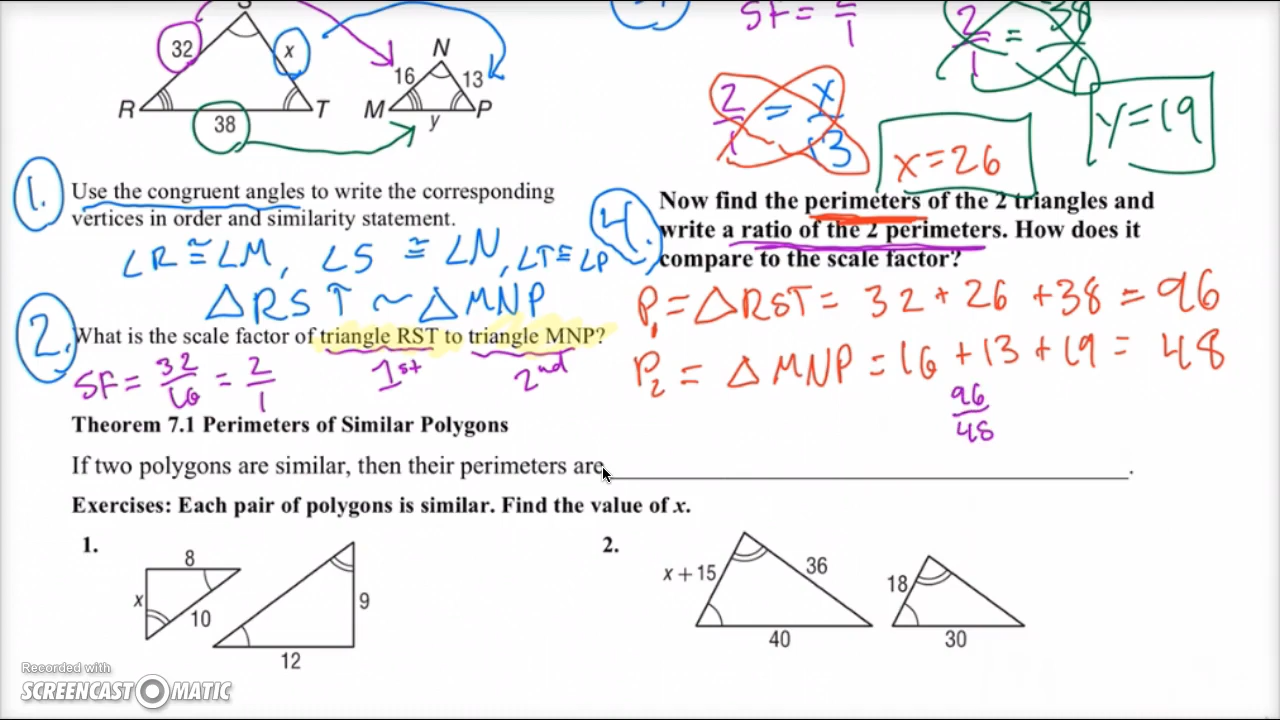 S
32
x
R
T
38
N
16
13
M
P
y
SF = 2/1
2/1 = 38/y
2/1 = x/13
x=26
y=19
1.
Use the congruent angles to write the corresponding
vertices in order and similarity statement.
∠R ≅ ∠M, ∠S ≅ ∠N, ∠T ≅ ∠P
△RST ~ △MNP
2.
What is the scale factor of triangle RST to triangle MNP?
SF = 32/16 = 2/1
1st
2nd
4.
Now find the perimeters of the 2 triangles and
write a ratio of the 2 perimeters. How does it
compare to the scale factor?
P1 = △RST = 32 + 26 + 38 = 96
P2 = △MNP = 16 + 13 + 19 = 48
96/48
Theorem 7.1 Perimeters of Similar Polygons
If two polygons are similar, then their perimeters are ______.
Exercises: Each pair of polygons is similar. Find the value of x.
1.
8
x
10
9
12
2.
x + 15
36
40
18
30
Recorded with
SCREENCAST O MATIC